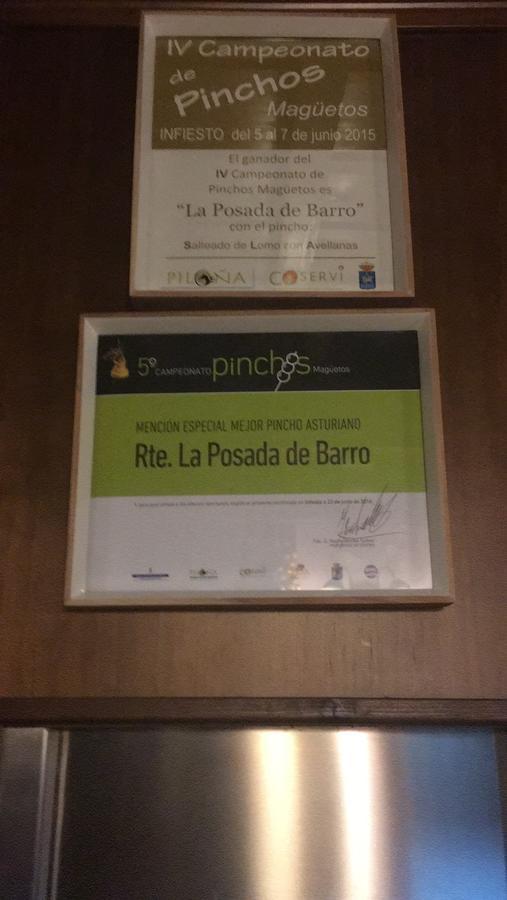 IV Campeonato
de
Pinchos
Magüetos
INFIESTO del 5 al 7 de junio 2015
El ganador del
IV Campeonato de
Pinchos Magüetos es
“La Posada de Barro”
con el pincho:
Salteado de Lomo con Avellanas
PILOÑA COSERVI
5º CAMPEONATO pinchos Magüetos
MENCIÓN ESPECIAL MEJOR PINCHO ASTURIANO
Rte. La Posada de Barro